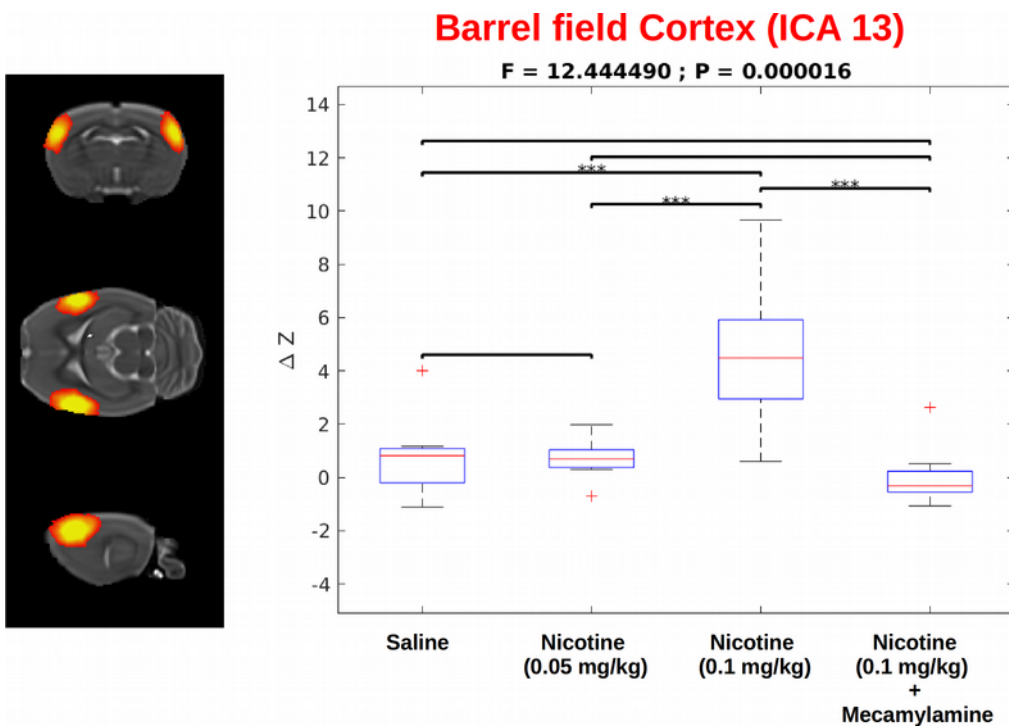 Barrel field Cortex (ICA 13)
F = 12.444490 ; P = 0.000016
14
12
10
8
6
4
2
0
-2
-4
Δ Z
***
***
***
+
+
+
Saline
Nicotine
(0.05 mg/kg)
Nicotine
(0.1 mg/kg)
Nicotine
(0.1 mg/kg)
+
Mecamylamine